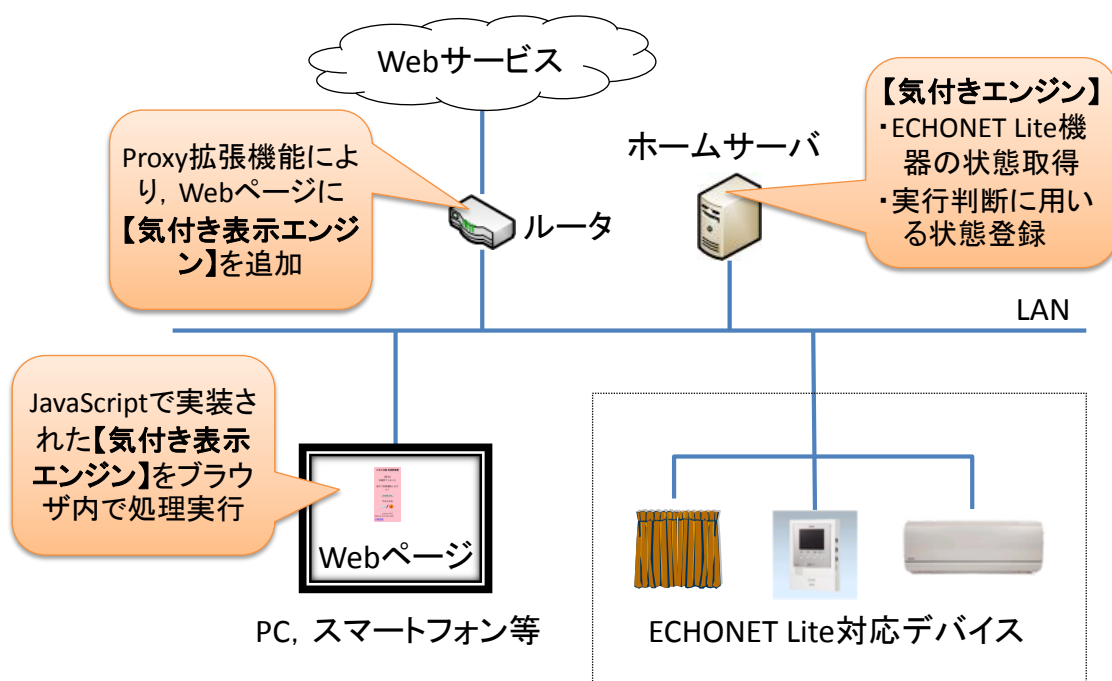 Webサービス
【気付きエンジン】
・ECHONET Lite機
器の状態取得
・実行判断に用い
る状態登録
Proxy拡張機能によ
り，Webページに
【気付き表示エンジ
ン】を追加
ホームサーバ
ルータ
LAN
JavaScriptで実装さ
れた【気付き表示
エンジン】をブラウ
ザ内で処理実行
Webページ
PC，スマートフォン等
ECHONET Lite対応デバイス